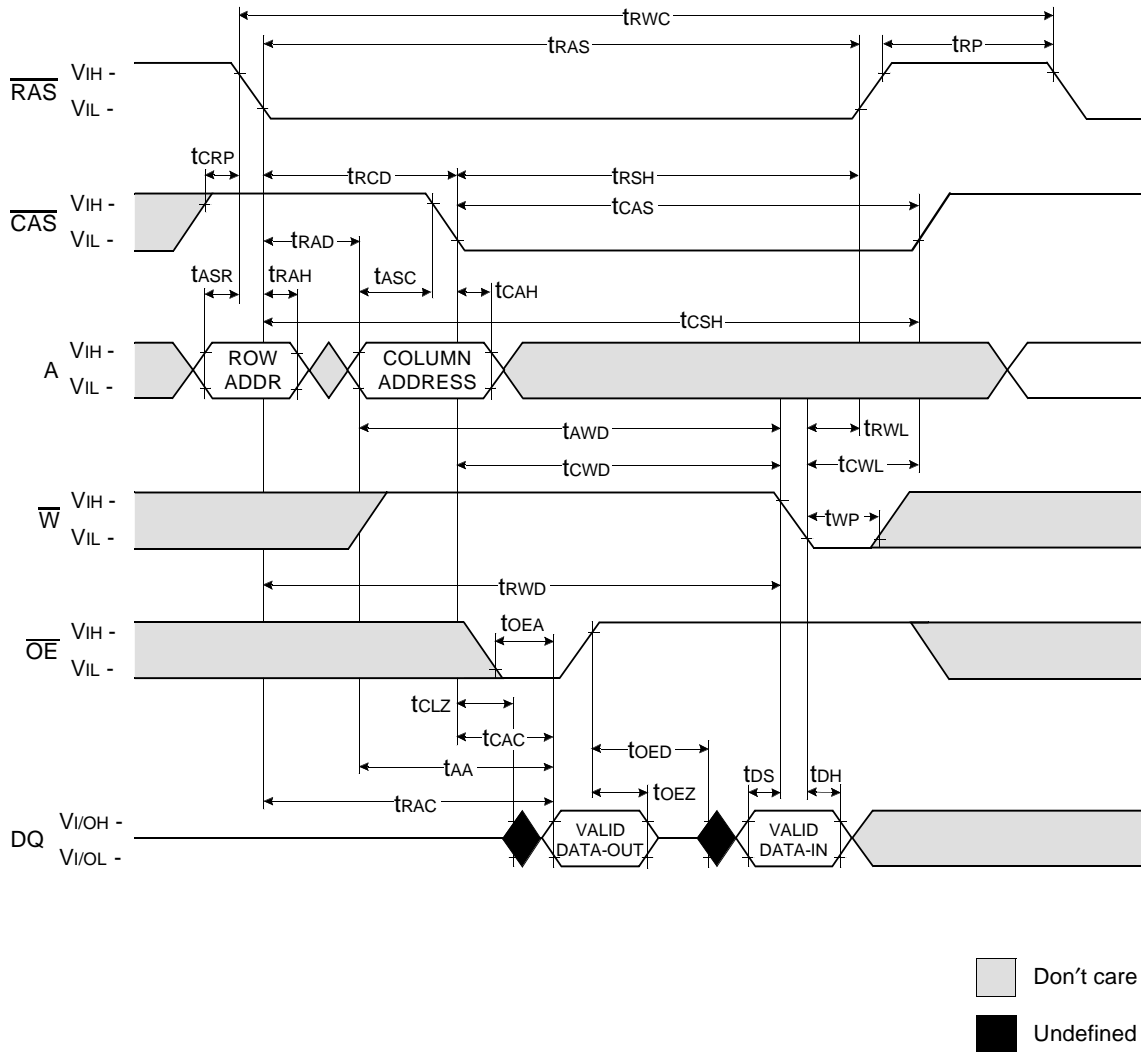 tRWC
tRAS
tRP
RAS
VIH -
VIL -
tCRP
tRCD
tRSH
CAS
VIH -
VIL -
tCAS
tRAD
tASR
tRAH
tASC
tCAH
tCSH
A
VIH -
VIL -
ROW
ADDR
COLUMN
ADDRESS
tAWD
tRWL
tCWD
tCWL
W
VIH -
VIL -
tWP
tRWD
OE
VIH -
VIL -
tOEA
tCLZ
tCAC
tOED
tAA
tDS
tDH
tRAC
tOEZ
DQ
VI/OH -
VI/OL -
VALID
DATA-OUT
VALID
DATA-IN
Don′t care
Undefined